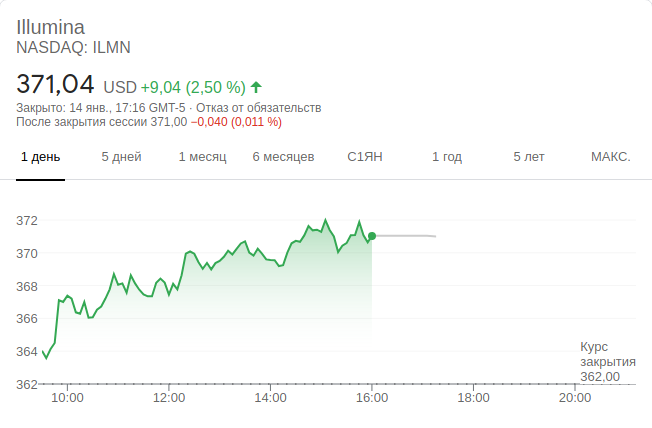 Illumina
NASDAQ: ILMN
371,04 USD +9,04 (2,50 %)
Закрыто: 14 янв., 17:16 GMT-5 · Отказ от обязательств
После закрытия сессии 371,00 −0,040 (0,011 %)
1 день 5 дней 1 месяц 6 месяцев С1ЯН 1 год 5 лет МАКС.
372
370
368
366
364
362
Курс
закрытия
362,00
10:00 12:00 14:00 16:00 18:00 20:00